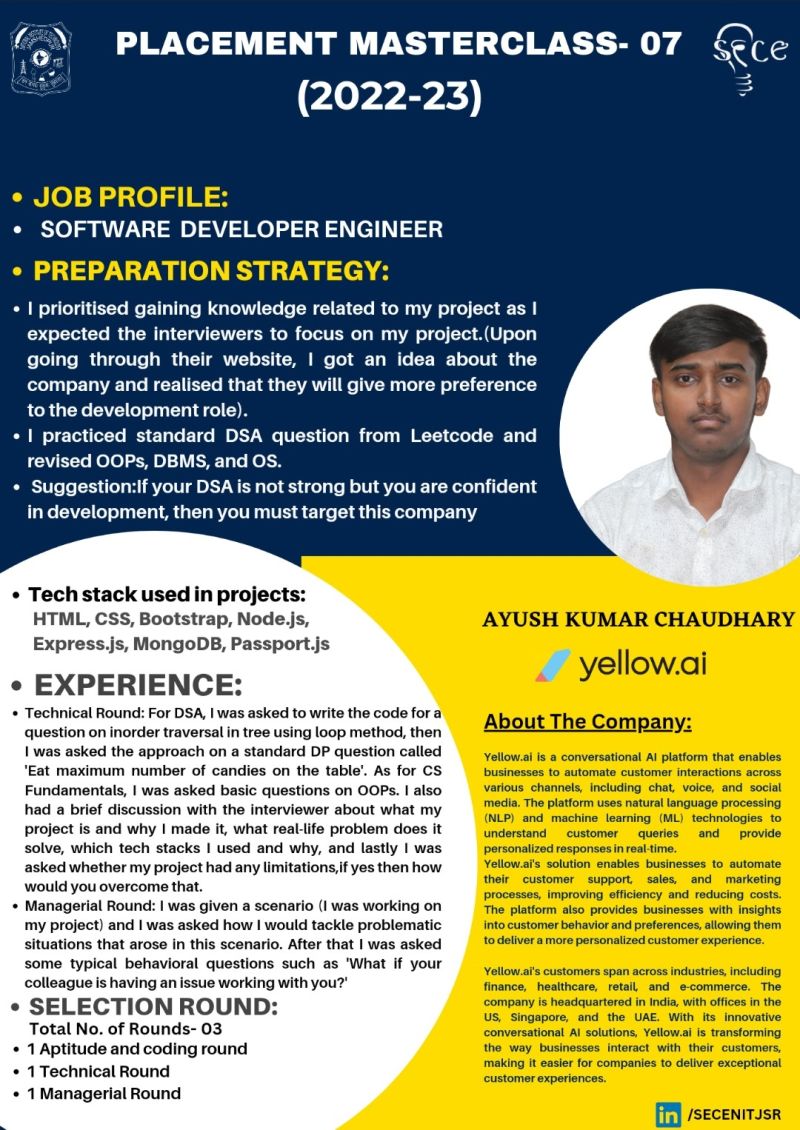 PLACEMENT MASTERCLASS- 07
SFCE
(2022-23)
• JOB PROFILE:
• SOFTWARE DEVELOPER ENGINEER
• PREPARATION STRATEGY:
• I prioritised gaining knowledge related to my project as I
expected the interviewers to focus on my project.(Upon
going through their website, I got an idea about the
company and realised that they will give more preference
to the development role).
• I practiced standard DSA question from Leetcode and
revised OOPs, DBMS, and OS.
• Suggestion:If your DSA is not strong but you are confident
in development, then you must target this company
• Tech stack used in projects:
HTML, CSS, Bootstrap, Node.js,
Express.js, MongoDB, Passport.js
• EXPERIENCE:
• Technical Round: For DSA, I was asked to write the code for a
question on inorder traversal in tree using loop method, then
I was asked the approach on a standard DP question called
'Eat maximum number of candies on the table'. As for CS
Fundamentals, I was asked basic questions on OOPs. I also
had a brief discussion with the interviewer about what my
project is and why I made it, what real-life problem does it
solve, which tech stacks I used and why, and lastly I was
asked whether my project had any limitations,if yes then how
would you overcome that.
• Managerial Round: I was given a scenario (I was working on
my project) and I was asked how I would tackle problematic
situations that arose in this scenario. After that I was asked
some typical behavioral questions such as 'What if your
colleague is having an issue working with you?'
• SELECTION ROUND:
Total No. of Rounds- 03
• 1 Aptitude and coding round
• 1 Technical Round
• 1 Managerial Round
AYUSH KUMAR CHAUDHARY
yellow.ai
About The Company:
Yellow.ai is a conversational AI platform that enables
businesses to automate customer interactions across
various channels, including chat, voice, and social
media. The platform uses natural language processing
(NLP) and machine learning (ML) technologies to
understand customer queries and provide
personalized responses in real-time.
Yellow.ai's solution enables businesses to automate
their customer support, sales, and marketing
processes, improving efficiency and reducing costs.
The platform also provides businesses with insights
into customer behavior and preferences, allowing them
to deliver a more personalized customer experience.
Yellow.ai's customers span across industries, including
finance, healthcare, retail, and e-commerce. The
company is headquartered in India, with offices in the
US, Singapore, and the UAE. With its innovative
conversational AI solutions, Yellow.ai is transforming
the way businesses interact with their customers,
making it easier for companies to deliver exceptional
customer experiences.
in /SECENITJSR